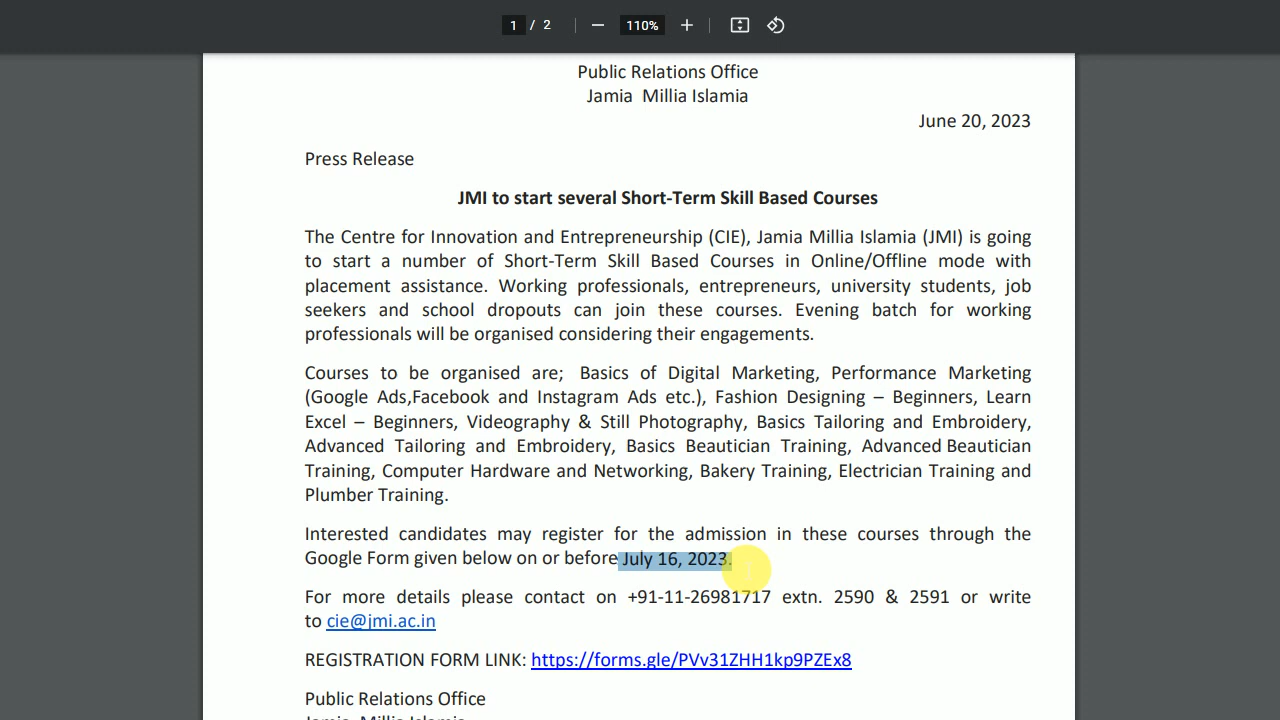 1 / 2 110%
Public Relations Office
Jamia Millia Islamia
June 20, 2023
Press Release
JMI to start several Short-Term Skill Based Courses
The Centre for Innovation and Entrepreneurship (CIE), Jamia Millia Islamia (JMI) is going
to start a number of Short-Term Skill Based Courses in Online/Offline mode with
placement assistance. Working professionals, entrepreneurs, university students, job
seekers and school dropouts can join these courses. Evening batch for working
professionals will be organised considering their engagements.
Courses to be organised are; Basics of Digital Marketing, Performance Marketing
(Google Ads,Facebook and Instagram Ads etc.), Fashion Designing – Beginners, Learn
Excel – Beginners, Videography & Still Photography, Basics Tailoring and Embroidery,
Advanced Tailoring and Embroidery, Basics Beautician Training, Advanced Beautician
Training, Computer Hardware and Networking, Bakery Training, Electrician Training and
Plumber Training.
Interested candidates may register for the admission in these courses through the
Google Form given below on or before July 16, 2023.
For more details please contact on +91-11-26981717 extn. 2590 & 2591 or write
to cie@jmi.ac.in
REGISTRATION FORM LINK: https://forms.gle/PVv31ZHH1kp9PZEx8
Public Relations Office
Jamia Millia Islamia